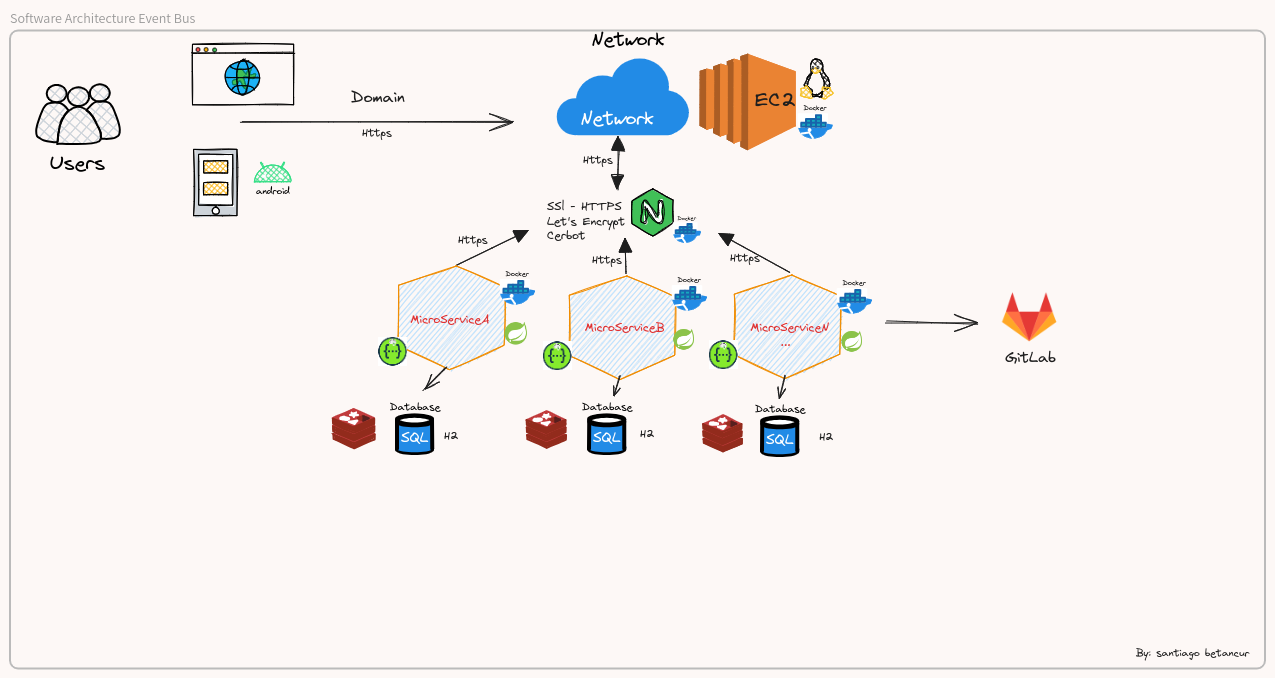 Software Architecture Event Bus
Network
Domain
Https
Users
android
Network
EC2
Docker
Https
SSl - HTTPS
Let's Encrypt
Cerbot
N
Docker
Https
Https
Https
Docker
MicroServiceA
{··}
Docker
MicroServiceB
{··}
Docker
MicroServiceN
...
{··}
GitLab
Database
SQL
H2
Database
SQL
H2
Database
SQL
H2
By: santiago betancur